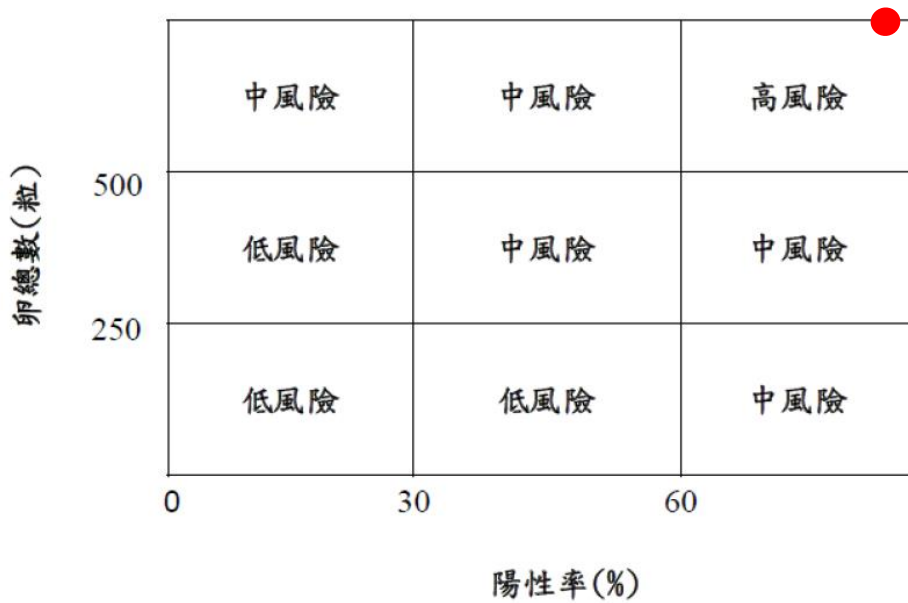 中風險 中風險 高風險
500
低風險 中風險 中風險
卵總數(粒)
250
低風險 低風險 中風險
0 30 60
陽性率(%)